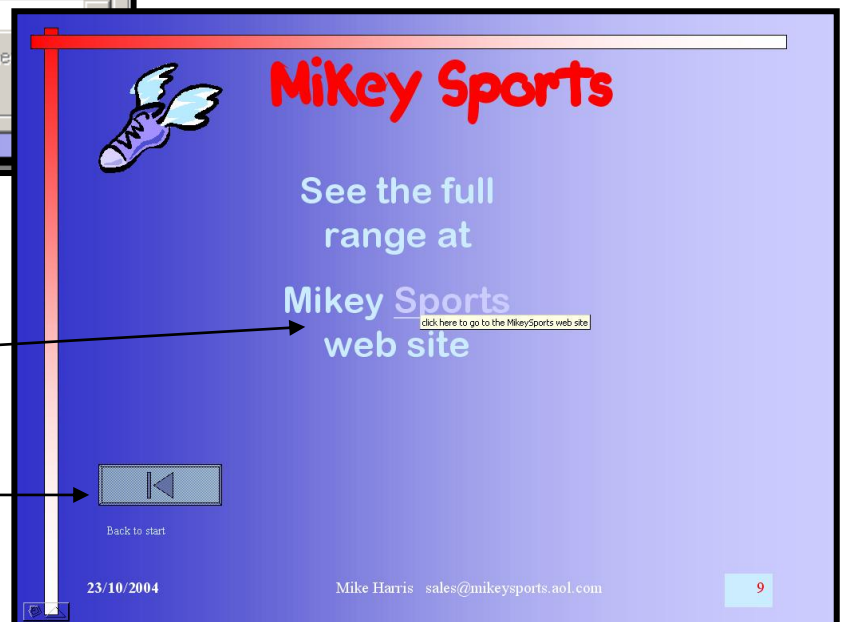 MiKey Sports
See the full
range at
Mikey Sports
click here to go to the MikeySports web site
web site
Back to start
23/10/2004
Mike Harris sales@mikeysports.aol.com
9